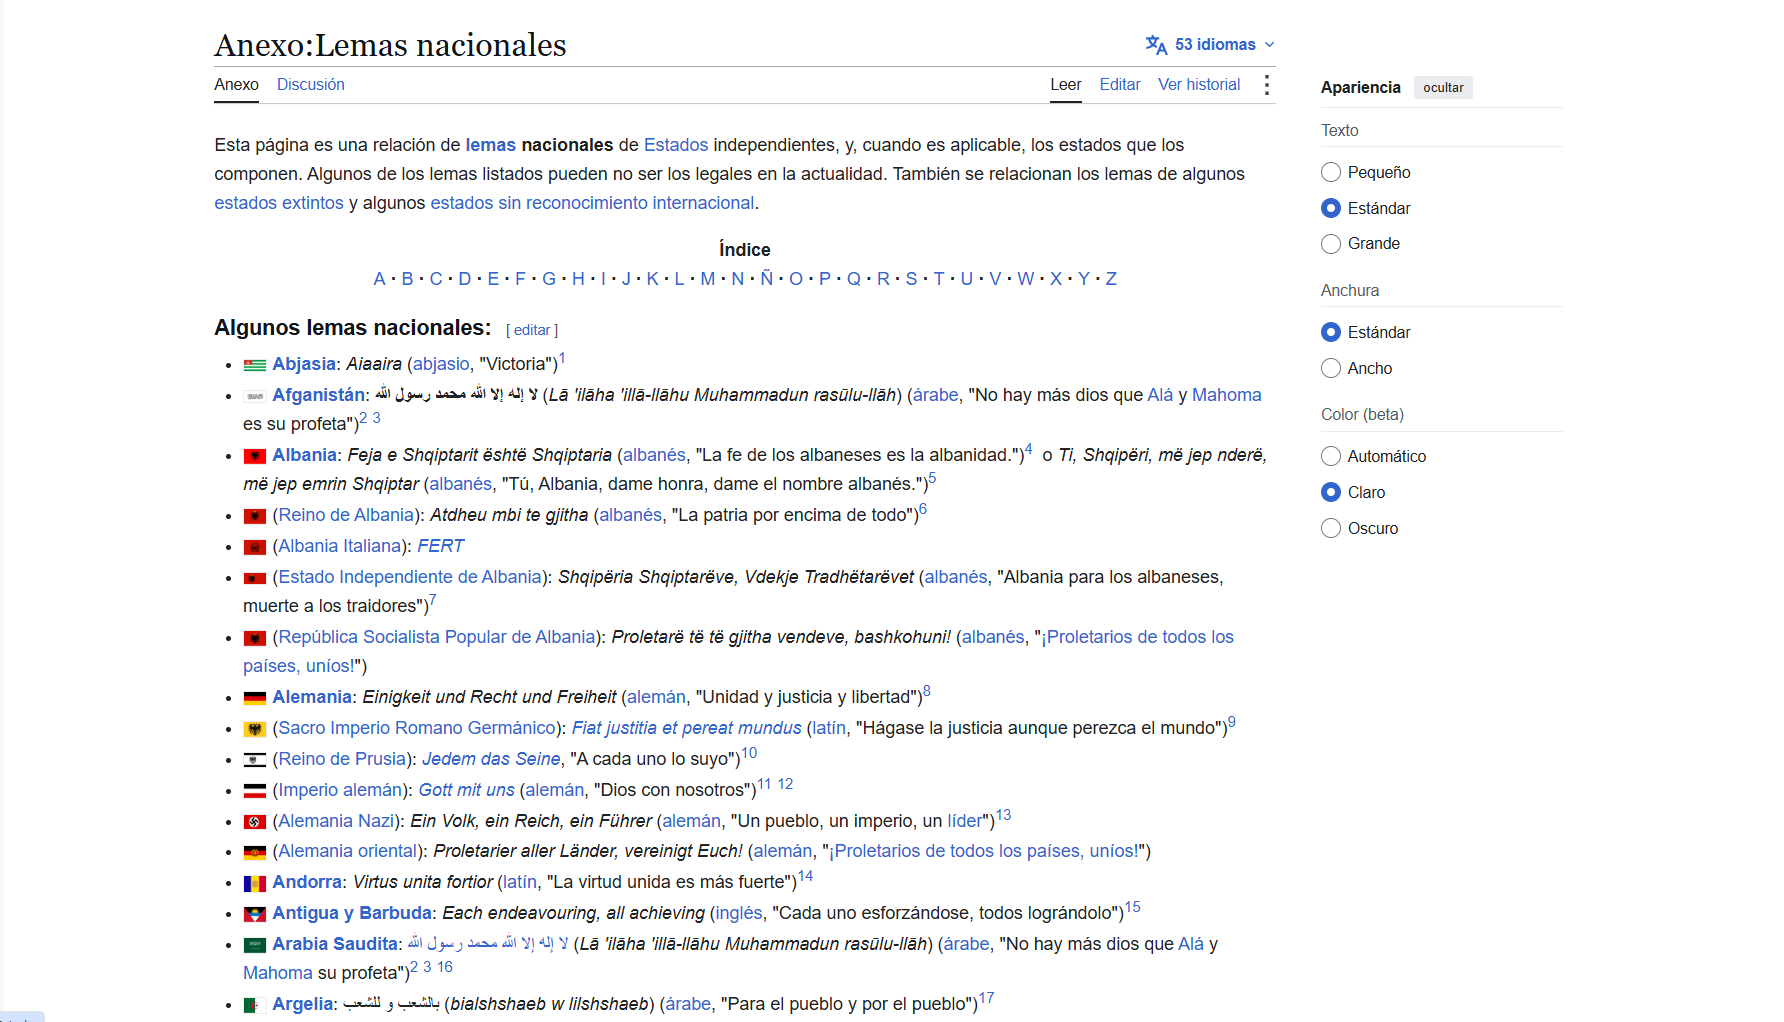 Anexo:Lemas nacionales
53 idiomas
Anexo Discusión Leer Editar Ver historial
Esta página es una relación de lemas nacionales de Estados independientes, y, cuando es aplicable, los estados que los
componen. Algunos de los lemas listados pueden no ser los legales en la actualidad. También se relacionan los lemas de algunos
estados extintos y algunos estados sin reconocimiento internacional.
Índice
A · B · C · D · E · F · G · H · I · J · K · L · M · N · Ñ · O · P · Q · R · S · T · U · V · W · X · Y · Z
Algunos lemas nacionales: [ editar ]
• Abjasia: Aiaaira (abjasio, "Victoria")1
• Afganistán: لا إله إلا الله محمد رسول الله (Lā 'ilāha 'illā-llāhu Muhammadun rasūlu-llāh) (árabe, "No hay más dios que Alá y Mahoma
es su profeta")2 3
• Albania: Feja e Shqiptarit është Shqiptaria (albanés, "La fe de los albaneses es la albanidad.")4 o Ti, Shqipëri, më jep nderë,
më jep emrin Shqiptar (albanés, "Tú, Albania, dame honra, dame el nombre albanés.")5
• (Reino de Albania): Atdheu mbi te gjitha (albanés, "La patria por encima de todo")6
• (Albania Italiana): FERT
• (Estado Independiente de Albania): Shqipëria Shqiptarëve, Vdekje Tradhëtarëvet (albanés, "Albania para los albaneses,
muerte a los traidores")7
• (República Socialista Popular de Albania): Proletarë të të gjitha vendeve, bashkohuni! (albanés, "¡Proletarios de todos los
países, uníos!")
• Alemania: Einigkeit und Recht und Freiheit (alemán, "Unidad y justicia y libertad")8
• (Sacro Imperio Romano Germánico): Fiat justitia et pereat mundus (latín, "Hágase la justicia aunque perezca el mundo")9
• (Reino de Prusia): Jedem das Seine, "A cada uno lo suyo")10
• (Imperio alemán): Gott mit uns (alemán, "Dios con nosotros")11 12
• (Alemania Nazi): Ein Volk, ein Reich, ein Führer (alemán, "Un pueblo, un imperio, un líder")13
• (Alemania oriental): Proletarier aller Länder, vereinigt Euch! (alemán, "¡Proletarios de todos los países, uníos!")
• Andorra: Virtus unita fortior (latín, "La virtud unida es más fuerte")14
• Antigua y Barbuda: Each endeavouring, all achieving (inglés, "Cada uno esforzándose, todos lográndolo")15
• Arabia Saudita: لا إله إلا الله محمد رسول الله (Lā 'ilāha 'illā-llāhu Muhammadun rasūlu-llāh) (árabe, "No hay más dios que Alá y
Mahoma su profeta")2 3 16
• Argelia: بالشعب و للشعب (bialshshaeb w lilshshaeb) (árabe, "Para el pueblo y por el pueblo")17
Apariencia ocultar
Texto
Pequeño
Estándar
Grande
Anchura
Estándar
Ancho
Color (beta)
Automático
Claro
Oscuro